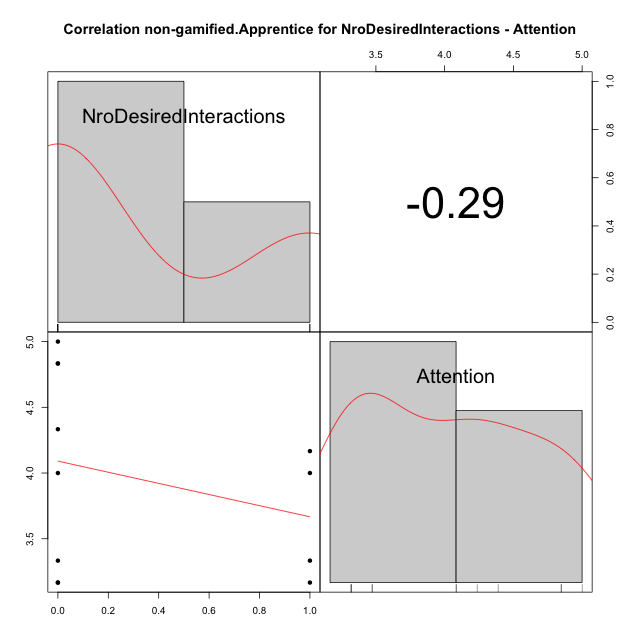 Correlation non-gamified.Apprentice for NroDesiredInteractions - Attention
3.5 4.0 4.5 5.0
NroDesiredInteractions
-0.29
0.0 0.2 0.4 0.6 0.8 1.0
3.5 4.0 4.5 5.0
Attention
0.0 0.2 0.4 0.6 0.8 1.0